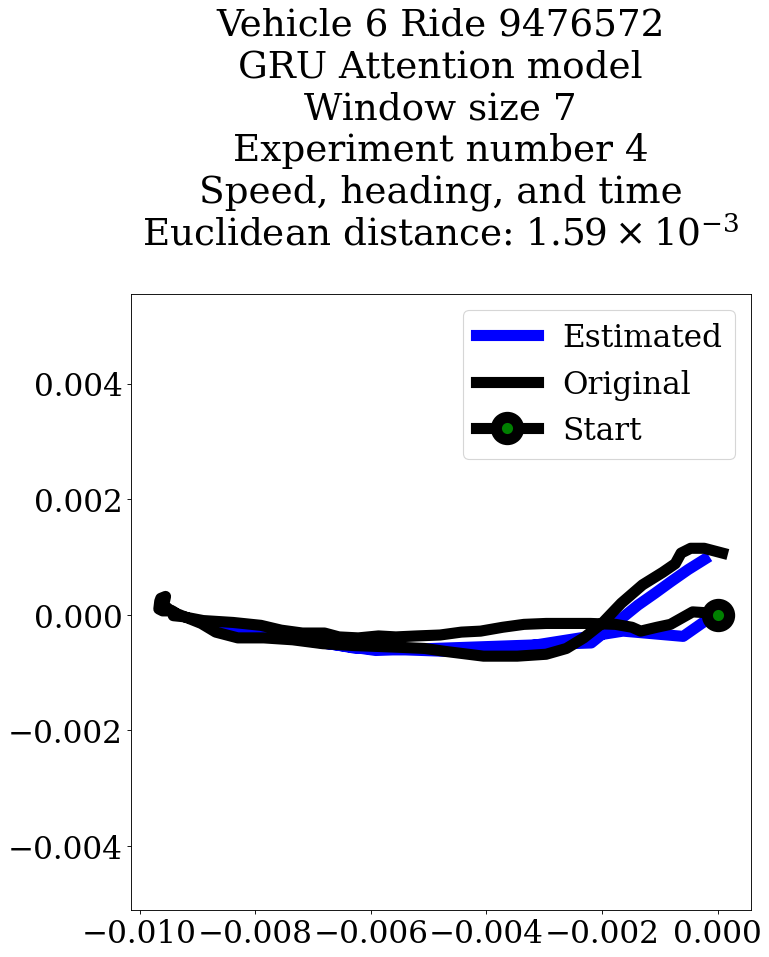 Vehicle 6 Ride 9476572
GRU Attention model
Window size 7
Experiment number 4
Speed, heading, and time
Euclidean distance: 1.59 × 10⁻³
Estimated
Original
Start
0.004
0.002
0.000
−0.002
−0.004
−0.010 −0.008 −0.006 −0.004 −0.002 0.000